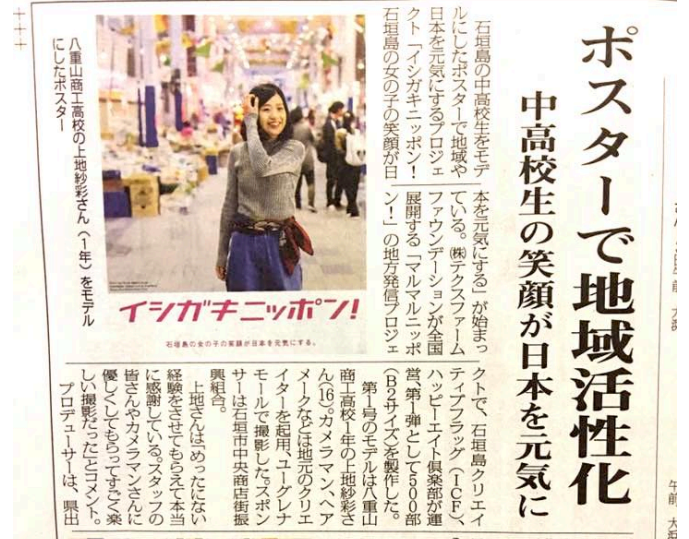 ポスターで地域活性化
中高校生の笑顔が日本を元気に
石垣島の中高校生をモデ
ルにしたポスターで地域や
日本を元気にするプロジェ
クト「イシガキニッポン！
石垣島の女の子の笑顔が日
本を元気にする」が始まっ
ている。㈱テクスファーム
ファウンデーションが全国
展開する「マルマルニッポ
ン！」の地方発信プロジェ
クトで、石垣島クリエイ
ティブフラッグ（ＩＣＦ）、
ハッピーエイト倶楽部が運
営、第１弾として５００部
（Ｂ２サイズ）を製作した。
第１号のモデルは八重山
商工高校１年の上地紗彩さ
ん（16）。カメラマン、ヘア
メークなどは地元のクリエ
イターを起用、ユーグレナ
モールで撮影した。スポン
サーは石垣市中央商店街振
興組合。
上地さんは「めったにない
経験をさせてもらえて本当
に感謝している。スタッフの
皆さんやカメラマンさんに
優しくしてもらってすごく楽
しい撮影だった」とコメント。
プロデューサーは、県出
イシガキニッポン!
石垣島の女の子の笑顔が日本を元気にする。
八重山商工高校の上地紗彩さん（１年）をモデル
にしたポスター